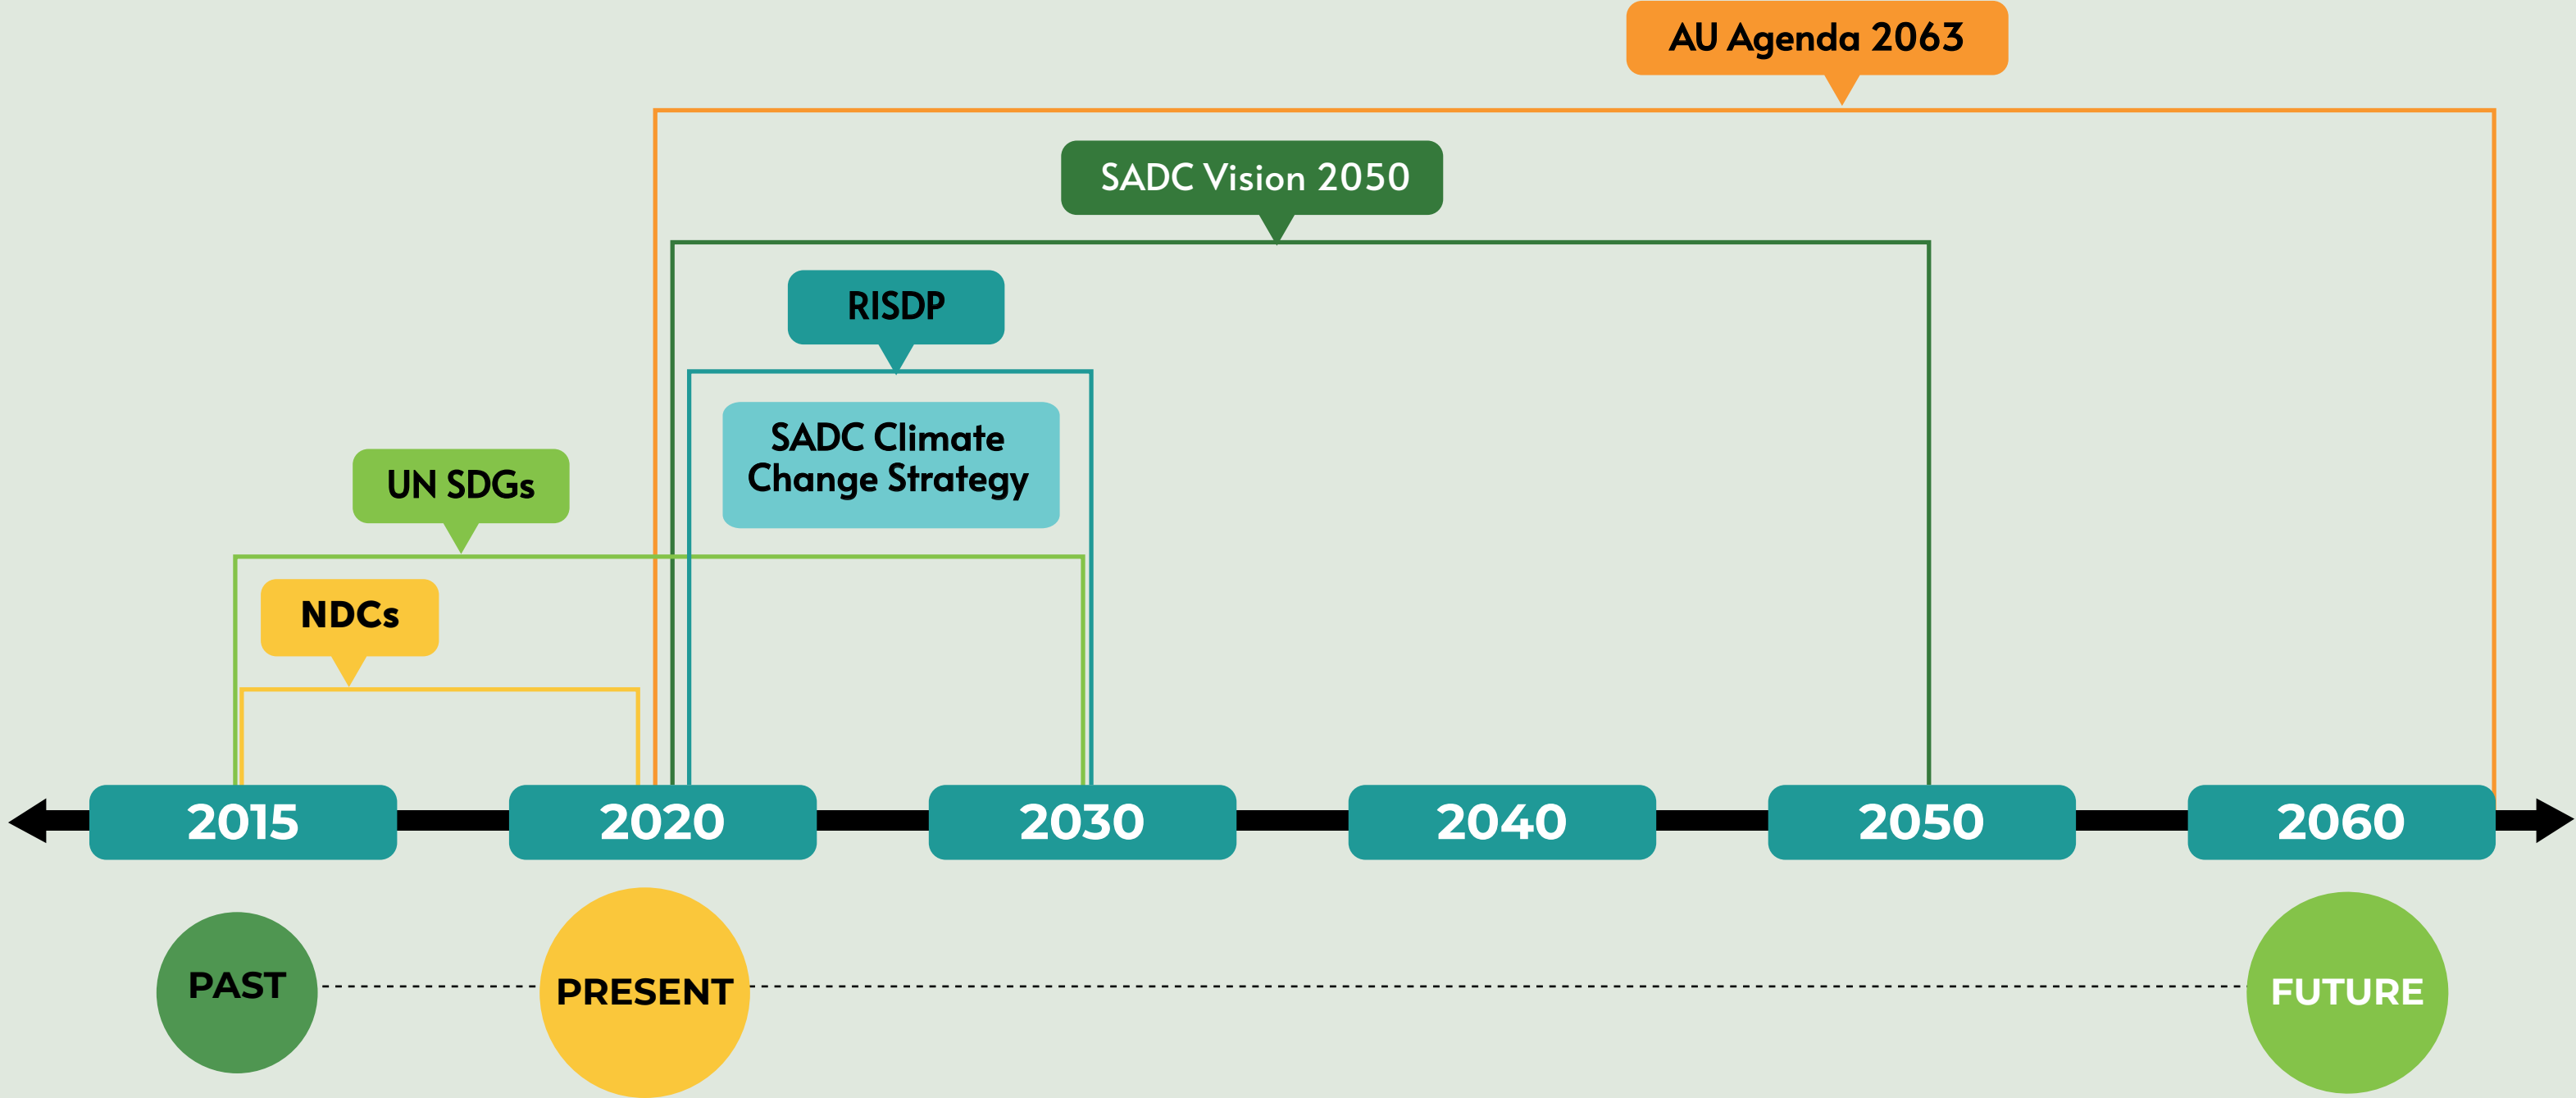 AU Agenda 2063
SADC Vision 2050
RISDP
SADC Climate
Change Strategy
UN SDGs
NDCs
2015
2020
2030
2040
2050
2060
PAST
PRESENT
FUTURE